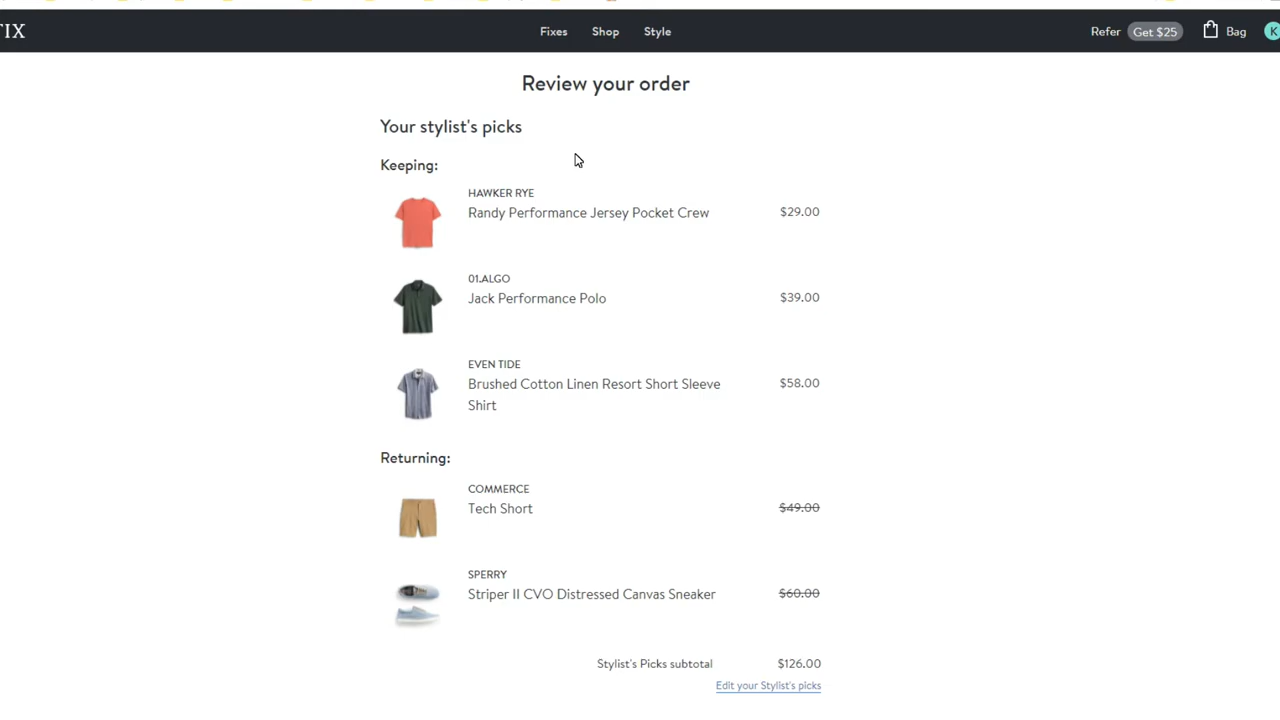 FIX
Fixes
Shop
Style
Refer
Get $25
Bag
K
Review your order
Your stylist's picks
Keeping:
HAWKER RYE
Randy Performance Jersey Pocket Crew
$29.00
01.ALGO
Jack Performance Polo
$39.00
EVEN TIDE
Brushed Cotton Linen Resort Short Sleeve
Shirt
$58.00
Returning:
COMMERCE
Tech Short
$49.00
SPERRY
Striper II CVO Distressed Canvas Sneaker
$60.00
Stylist's Picks subtotal
$126.00
Edit your Stylist's picks